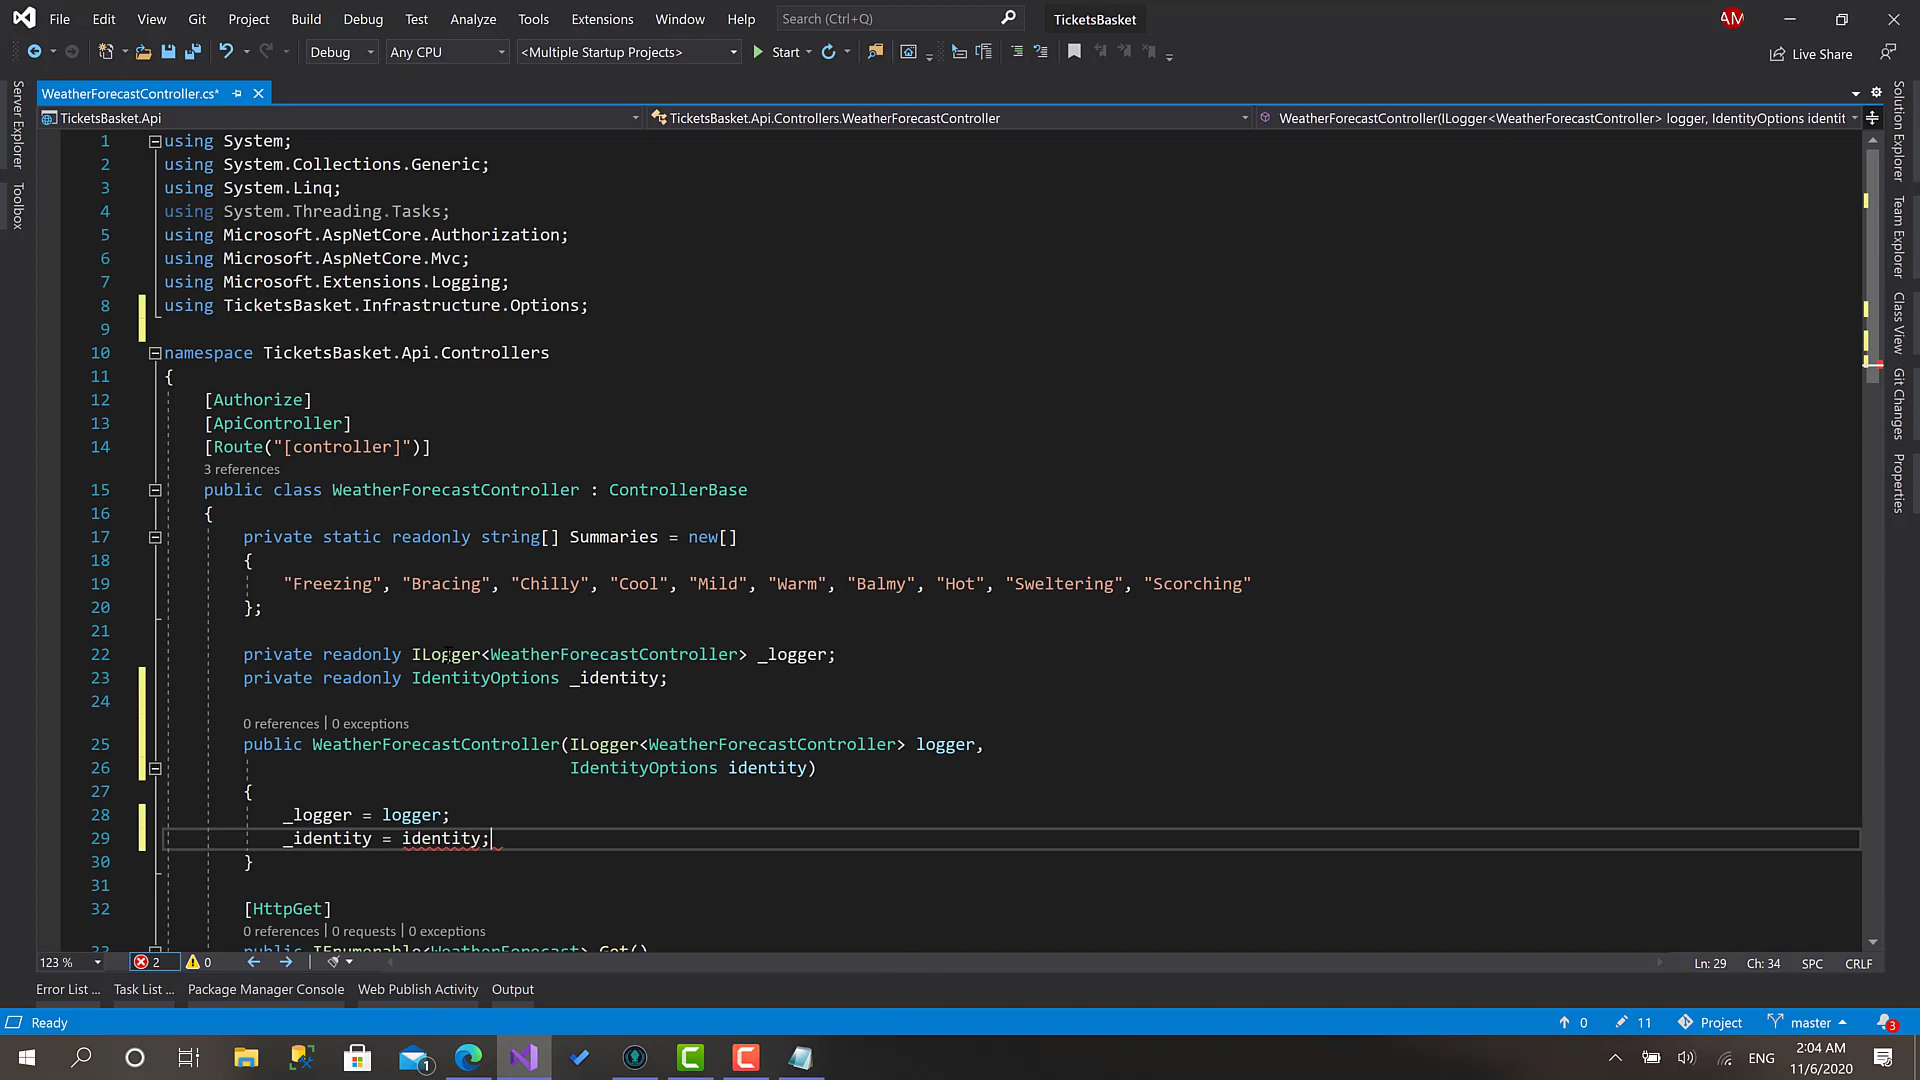 File Edit View Git Project Build Debug Test Analyze Tools Extensions Window Help Search (Ctrl+Q) TicketsBasket AM
Debug Any CPU <Multiple Startup Projects> Start Live Share
WeatherForecastController.cs*
TicketsBasket.Api TicketsBasket.Api.Controllers.WeatherForecastController WeatherForecastController(ILogger<WeatherForecastController> logger, IdentityOptions identit
Server Explorer
Toolbox
1 using System;
2 using System.Collections.Generic;
3 using System.Linq;
4 using System.Threading.Tasks;
5 using Microsoft.AspNetCore.Authorization;
6 using Microsoft.AspNetCore.Mvc;
7 using Microsoft.Extensions.Logging;
8 using TicketsBasket.Infrastructure.Options;
9
10 namespace TicketsBasket.Api.Controllers
11 {
12 [Authorize]
13 [ApiController]
14 [Route("[controller]")]
3 references
15 public class WeatherForecastController : ControllerBase
16 {
17 private static readonly string[] Summaries = new[]
18 {
19 "Freezing", "Bracing", "Chilly", "Cool", "Mild", "Warm", "Balmy", "Hot", "Sweltering", "Scorching"
20 };
21
22 private readonly ILogger<WeatherForecastController> _logger;
23 private readonly IdentityOptions _identity;
24
0 references | 0 exceptions
25 public WeatherForecastController(ILogger<WeatherForecastController> logger,
26 IdentityOptions identity)
27 {
28 _logger = logger;
29 _identity = identity;
30 }
31
32 [HttpGet]
0 references | 0 requests | 0 exceptions
33 public IEnumerable<WeatherForecast> Get()
Solution Explorer
Team Explorer
Class View
Git Changes
Properties
123 % 2 0 Ln: 29 Ch: 34 SPC CRLF
Error List ... Task List ... Package Manager Console Web Publish Activity Output
Ready 0 11 Project master 3
1 ENG 2:04 AM
11/6/2020